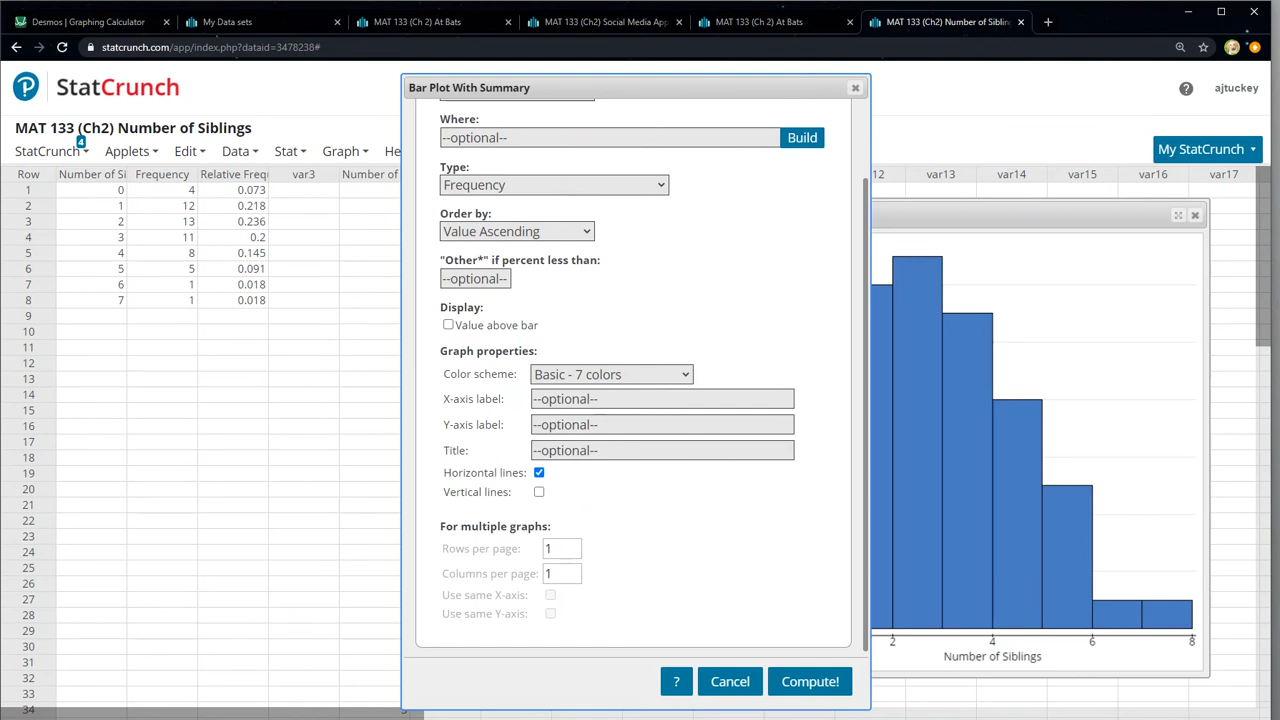 Desmos | Graphing Calculator
My Data sets
MAT 133 (Ch 2) At Bats
MAT 133 (Ch2) Social Media App
MAT 133 (Ch 2) At Bats
MAT 133 (Ch2) Number of Siblin
statcrunch.com/app/index.php?dataid=3478238#
P StatCrunch
ajtuckey
MAT 133 (Ch2) Number of Siblings
4
StatCrunch Applets Edit Data Stat Graph He
My StatCrunch
Row Number of Si Frequency Relative Frequ var3 Number of 12 var13 var14 var15 var16 var17
1 0 4 0.073
2 1 12 0.218
3 2 13 0.236
4 3 11 0.2
5 4 8 0.145
6 5 5 0.091
7 6 1 0.018
8 7 1 0.018
9
10
11
12
13
14
15
16
17
18
19
20
21
22
23
24
25
26
27
28
29
30
31
32
33
34
Bar Plot With Summary
Where:
--optional-- Build
Type:
Frequency
Order by:
Value Ascending
"Other*" if percent less than:
--optional--
Display:
Value above bar
Graph properties:
Color scheme: Basic - 7 colors
X-axis label: --optional--
Y-axis label: --optional--
Title: --optional--
Horizontal lines:
Vertical lines:
For multiple graphs:
Rows per page: 1
Columns per page: 1
Use same X-axis:
Use same Y-axis:
? Cancel Compute!
2 4 6 8
Number of Siblings